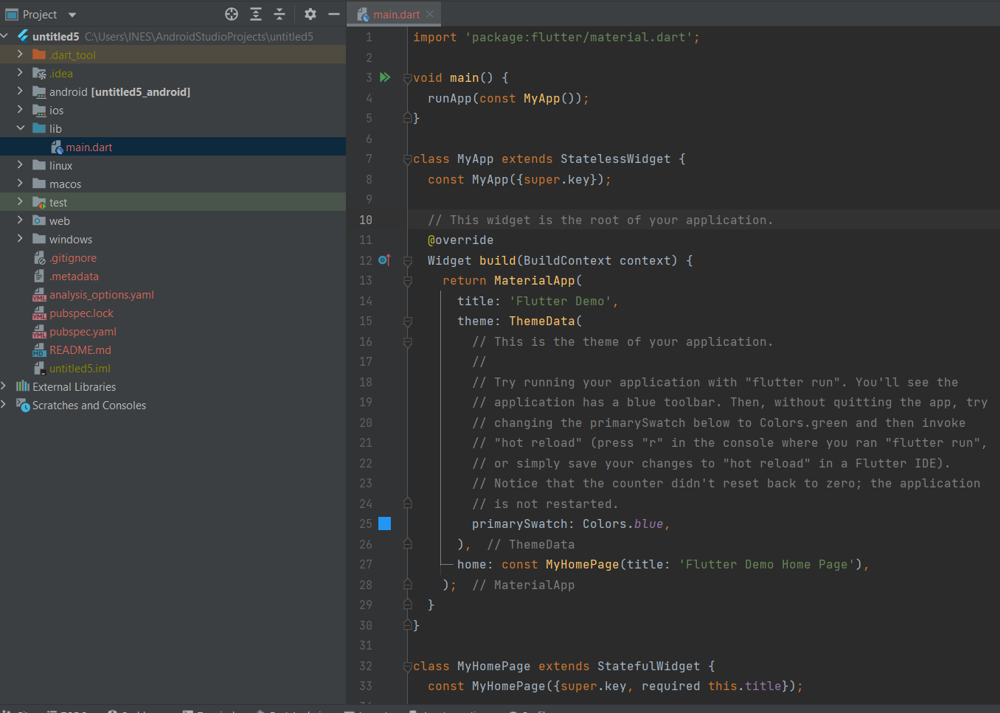 Project
main.dart
untitled5 C:\Users\INES\AndroidStudioProjects\untitled5
.dart_tool
.idea
android [untitled5_android]
ios
lib
main.dart
linux
macos
test
web
windows
.gitignore
.metadata
analysis_options.yaml
pubspec.lock
pubspec.yaml
README.md
untitled5.iml
External Libraries
Scratches and Consoles
1 import 'package:flutter/material.dart';
2
3 void main() {
4 runApp(const MyApp());
5 }
6
7 class MyApp extends StatelessWidget {
8 const MyApp({super.key});
9
10 // This widget is the root of your application.
11 @override
12 Widget build(BuildContext context) {
13 return MaterialApp(
14 title: 'Flutter Demo',
15 theme: ThemeData(
16 // This is the theme of your application.
17 //
18 // Try running your application with "flutter run". You'll see the
19 // application has a blue toolbar. Then, without quitting the app, try
20 // changing the primarySwatch below to Colors.green and then invoke
21 // "hot reload" (press "r" in the console where you ran "flutter run",
22 // or simply save your changes to "hot reload" in a Flutter IDE).
23 // Notice that the counter didn't reset back to zero; the application
24 // is not restarted.
25 primarySwatch: Colors.blue,
26 ), // ThemeData
27 home: const MyHomePage(title: 'Flutter Demo Home Page'),
28 ); // MaterialApp
29 }
30 }
31
32 class MyHomePage extends StatefulWidget {
33 const MyHomePage({super.key, required this.title});